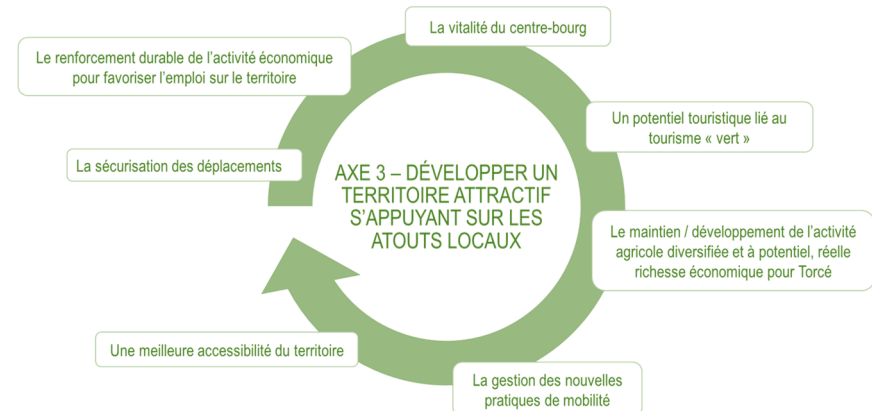 La vitalité du centre-bourg
Le renforcement durable de l'activité économique
pour favoriser l'emploi sur le territoire
Un potentiel touristique lié au
tourisme « vert »
La sécurisation des déplacements
AXE 3 – DÉVELOPPER UN
TERRITOIRE ATTRACTIF
S'APPUYANT SUR LES
ATOUTS LOCAUX
Le maintien / développement de l'activité
agricole diversifiée et à potentiel, réelle
richesse économique pour Torcé
Une meilleure accessibilité du territoire
La gestion des nouvelles
pratiques de mobilité